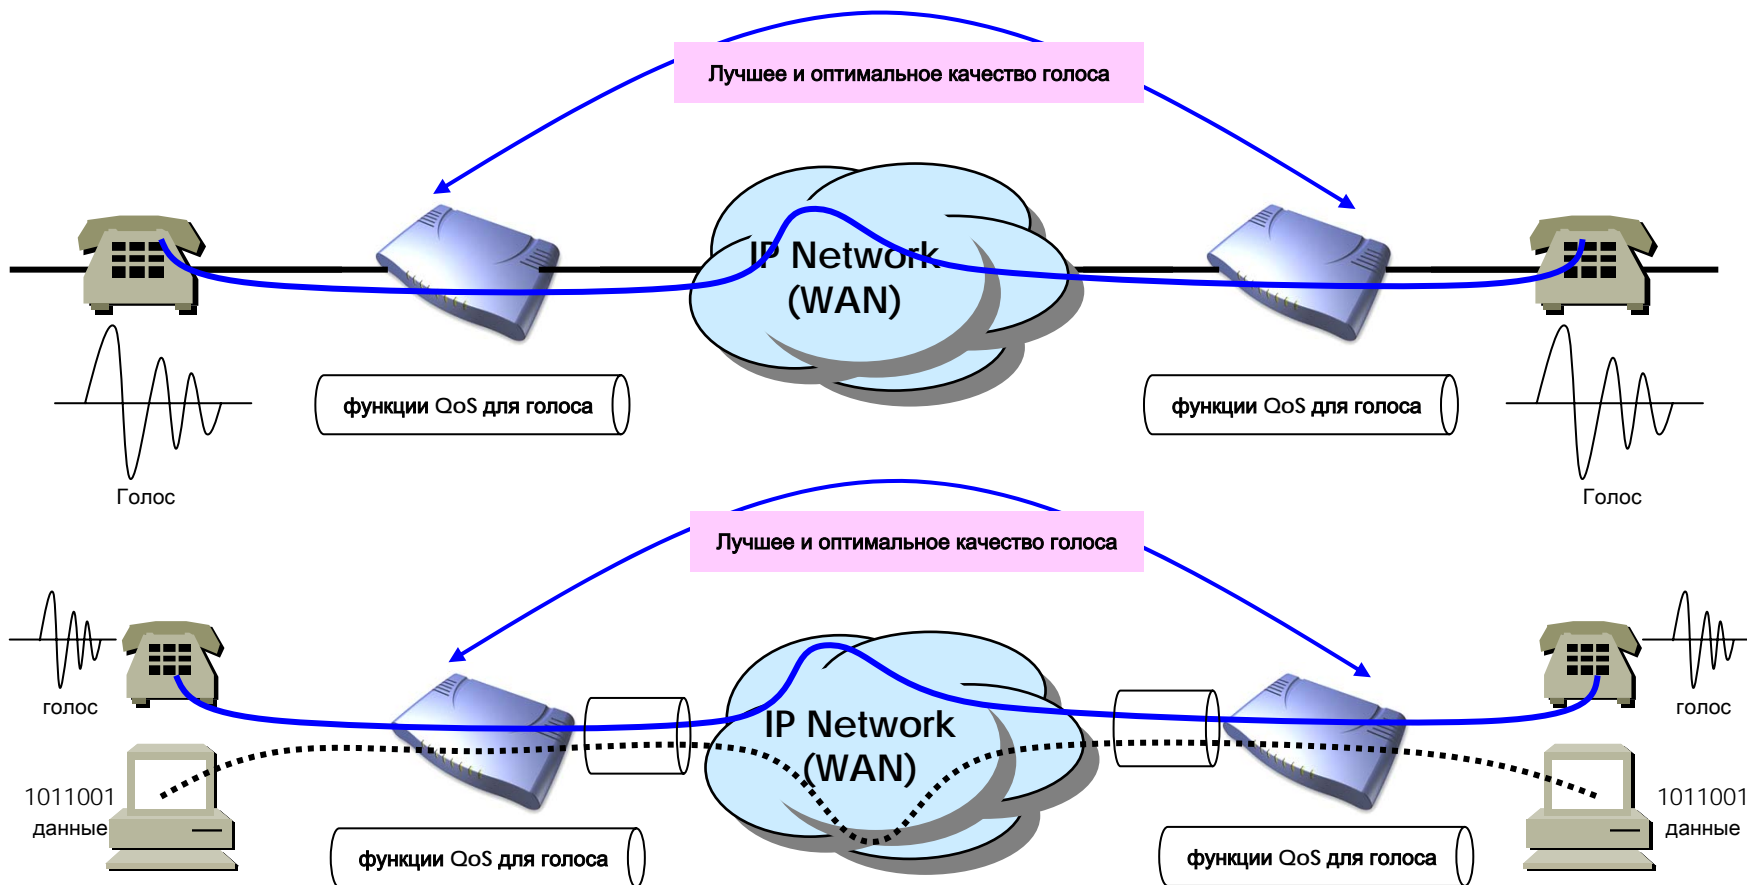 Лучшее и оптимальное качество голоса
IP Network
(WAN)
функции QoS для голоса
функции QoS для голоса
Голос
Голос
Лучшее и оптимальное качество голоса
голос
голос
IP Network
(WAN)
1011001
данные
1011001
данные
функции QoS для голоса
функции QoS для голоса